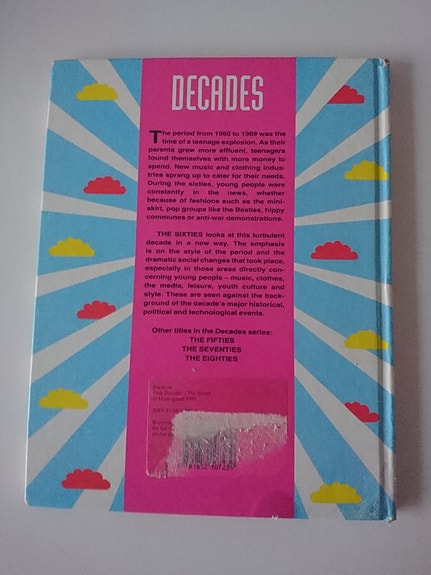 DECADES
The period from 1960 to 1969 was the
time of a teenage explosion. As their
parents grew more affluent, teenagers
found themselves with more money to
spend. New music and clothing indus-
tries sprang up to cater for their needs.
During the sixties, young people were
constantly in the news, whether
because of fashions such as the mini-
skirt, pop groups like the Beatles, hippy
communes or anti-war demonstrations.
THE SIXTIES looks at this turbulent
decade in a new way. The emphasis
is on the style of the period and the
dramatic social changes that took place,
especially in those areas directly con-
cerning young people – music, clothes,
the media, leisure, youth culture and
style. These are seen against the back-
ground of the decade's major historical,
political and technological events.
Other titles in the Decades series:
THE FIFTIES
THE SEVENTIES
THE EIGHTIES
Decades – The Sixties